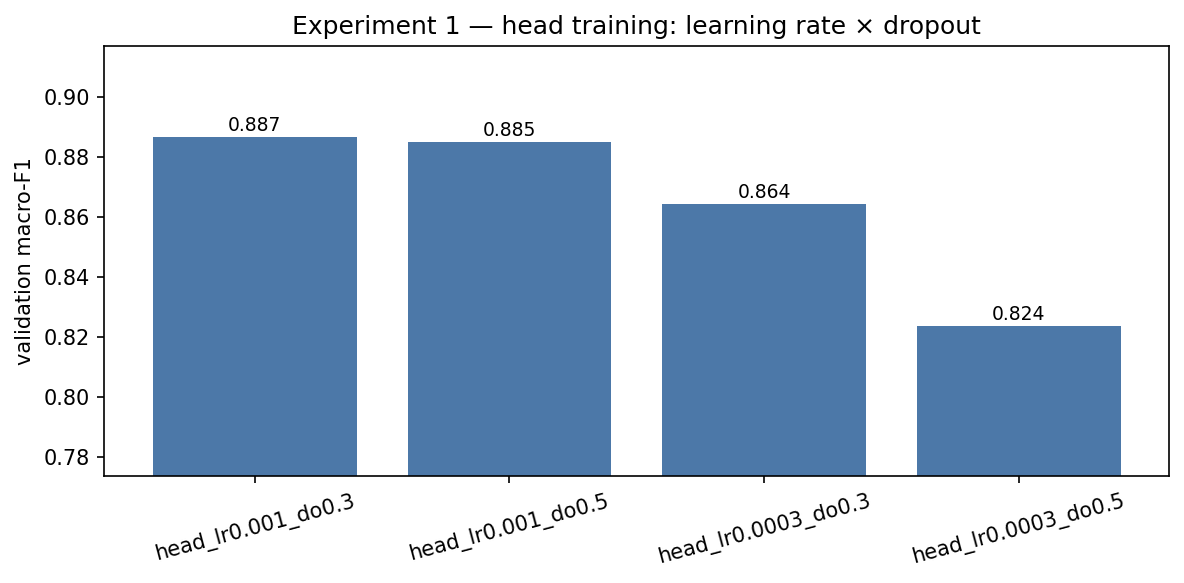 Experiment 1 — head training: learning rate × dropout
validation macro-F1
0.90
0.88
0.86
0.84
0.82
0.80
0.78
0.887
0.885
0.864
0.824
head_lr0.001_do0.3
head_lr0.001_do0.5
head_lr0.0003_do0.3
head_lr0.0003_do0.5